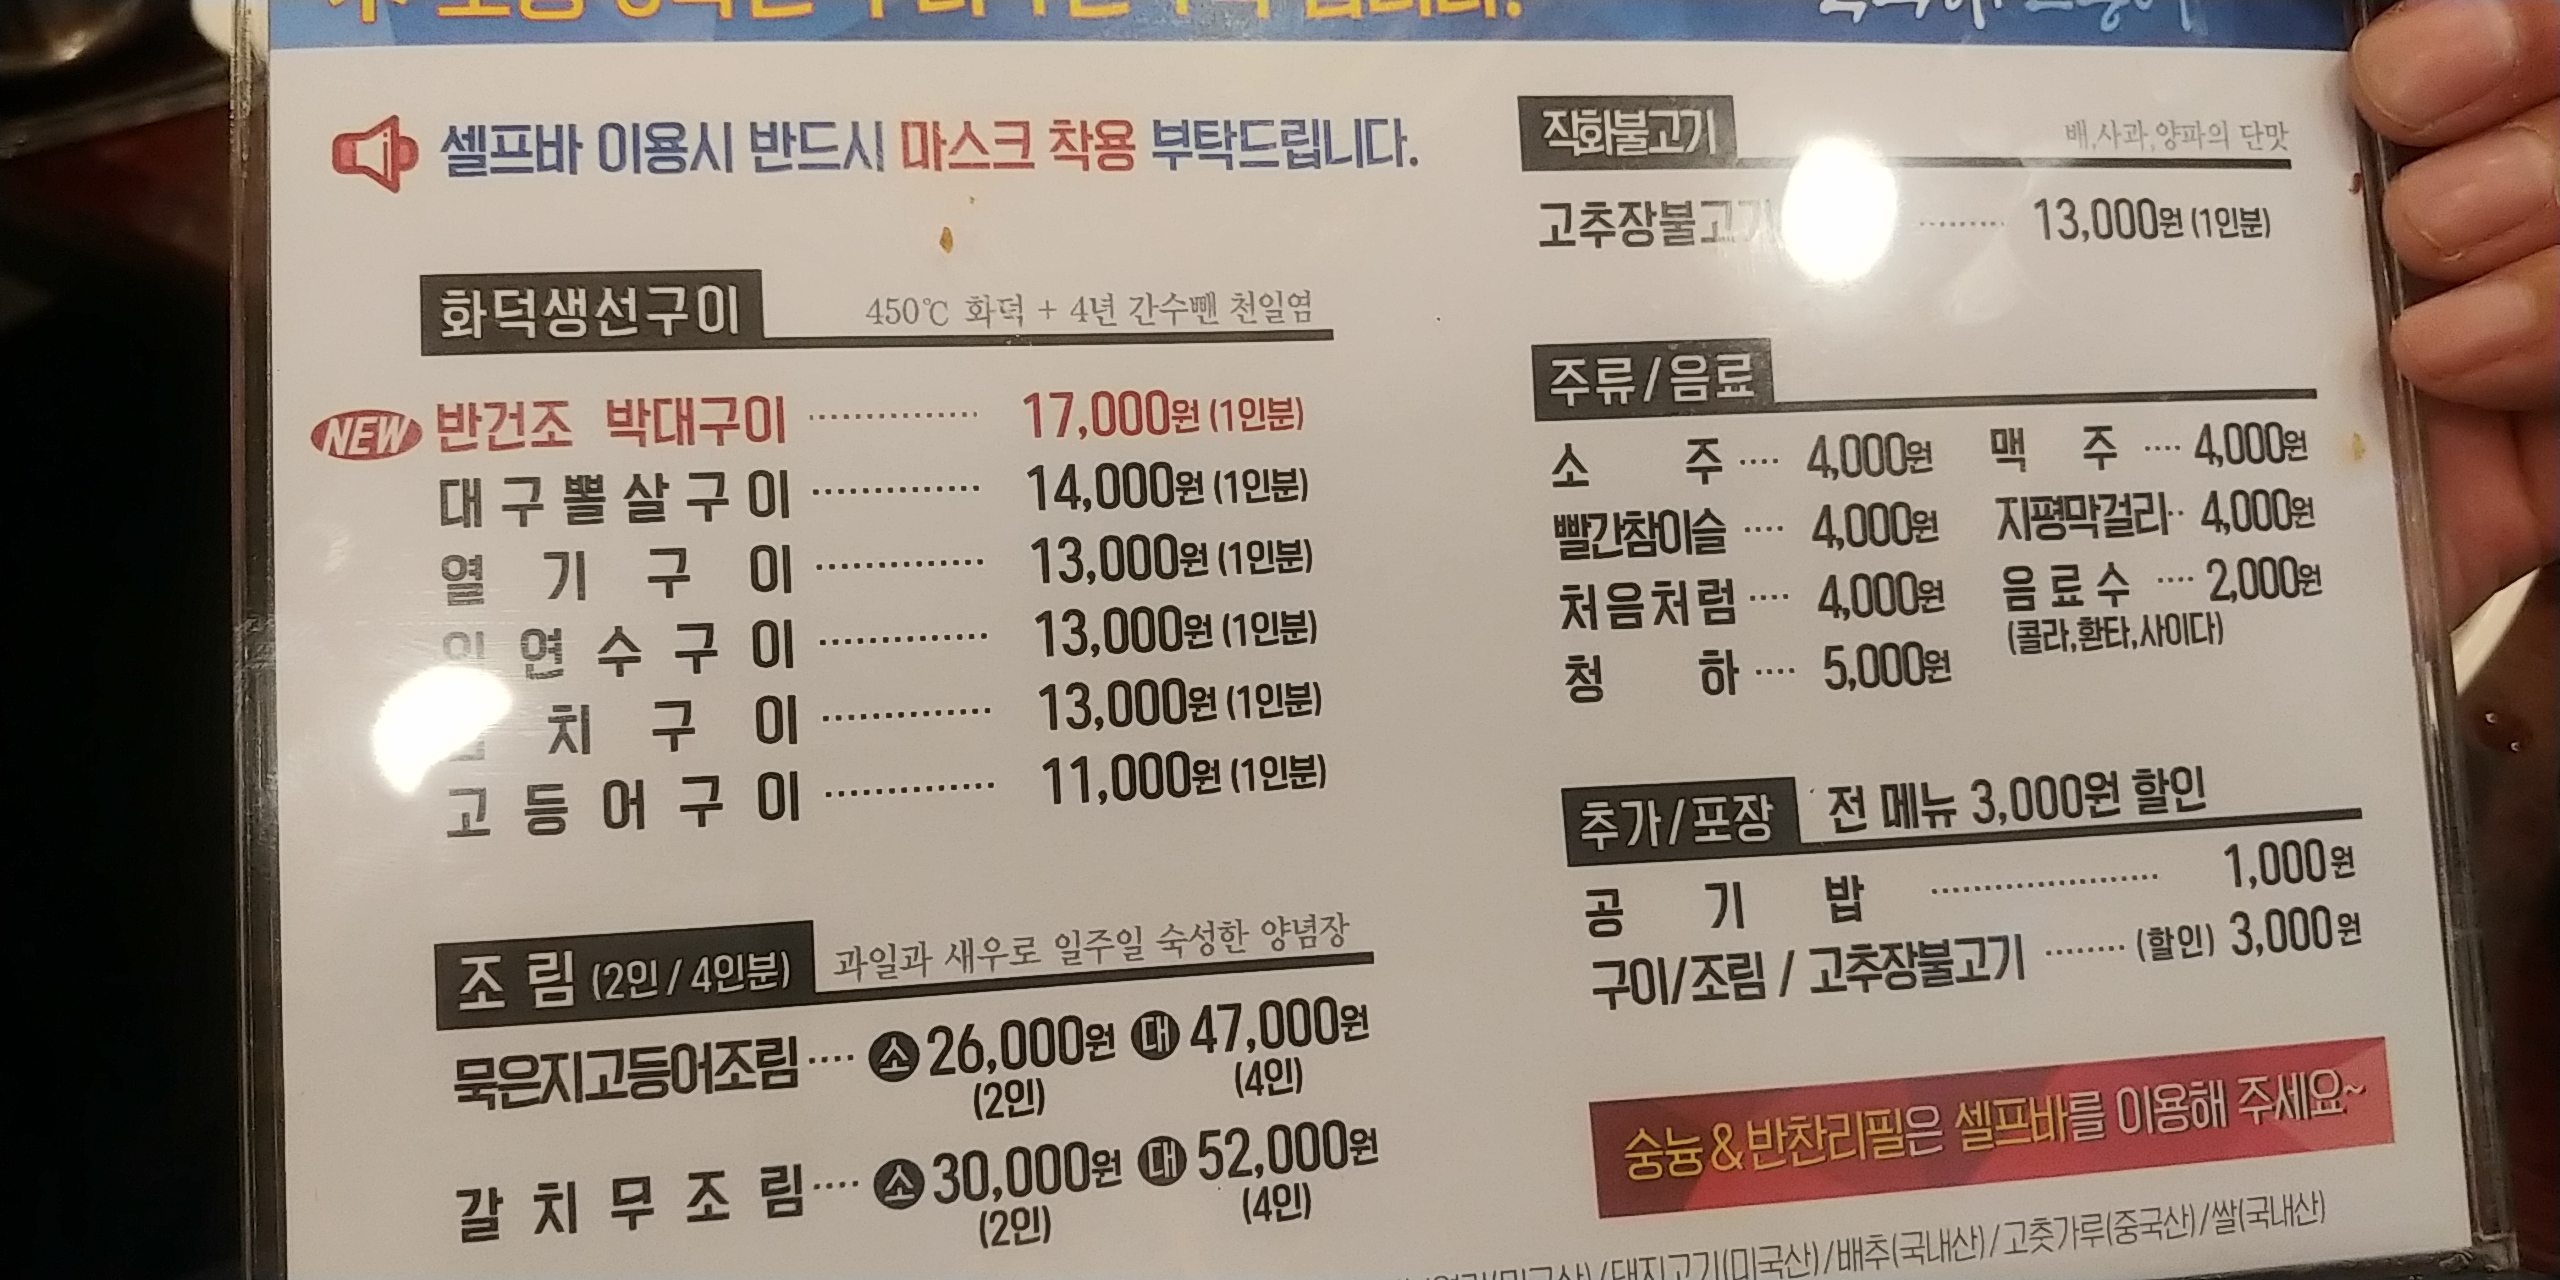 셀프바 이용시 반드시 마스크 착용 부탁드립니다.
화덕생선구이 450℃ 화덕 + 4년 간수뺀 천일염
NEW 반건조 박대구이 ············ 17,000원 (1인분)
대구뽈살구이 ············ 14,000원 (1인분)
열기구이 ············ 13,000원 (1인분)
연수구이 ············ 13,000원 (1인분)
치구이 ············ 13,000원 (1인분)
고등어구이 ············ 11,000원 (1인분)
조림 (2인 / 4인분) 과일과 새우로 일주일 숙성한 양념장
묵은지고등어조림 ···· 소 26,000원 대 47,000원
(2인) (4인)
갈치무조림 ···· 소 30,000원 대 52,000원
(2인) (4인)
직화불고기 배,사과,양파의 단맛
고추장불고기 ········ 13,000원 (1인분)
주류 / 음료
소주 ···· 4,000원 맥주 ···· 4,000원
빨간참이슬 ···· 4,000원 지평막걸리 ·· 4,000원
처음처럼 ···· 4,000원 음료수 ···· 2,000원
(콜라,환타,사이다)
청하 ···· 5,000원
추가 / 포장 전 메뉴 3,000원 할인
공기밥 ···················· 1,000원
구이/조림 / 고추장불고기 ········ (할인) 3,000원
숭늉&반찬리필은 셀프바를 이용해 주세요~
/돼지고기(미국산)/배추(국내산)/고춧가루(중국산)/쌀(국내산)